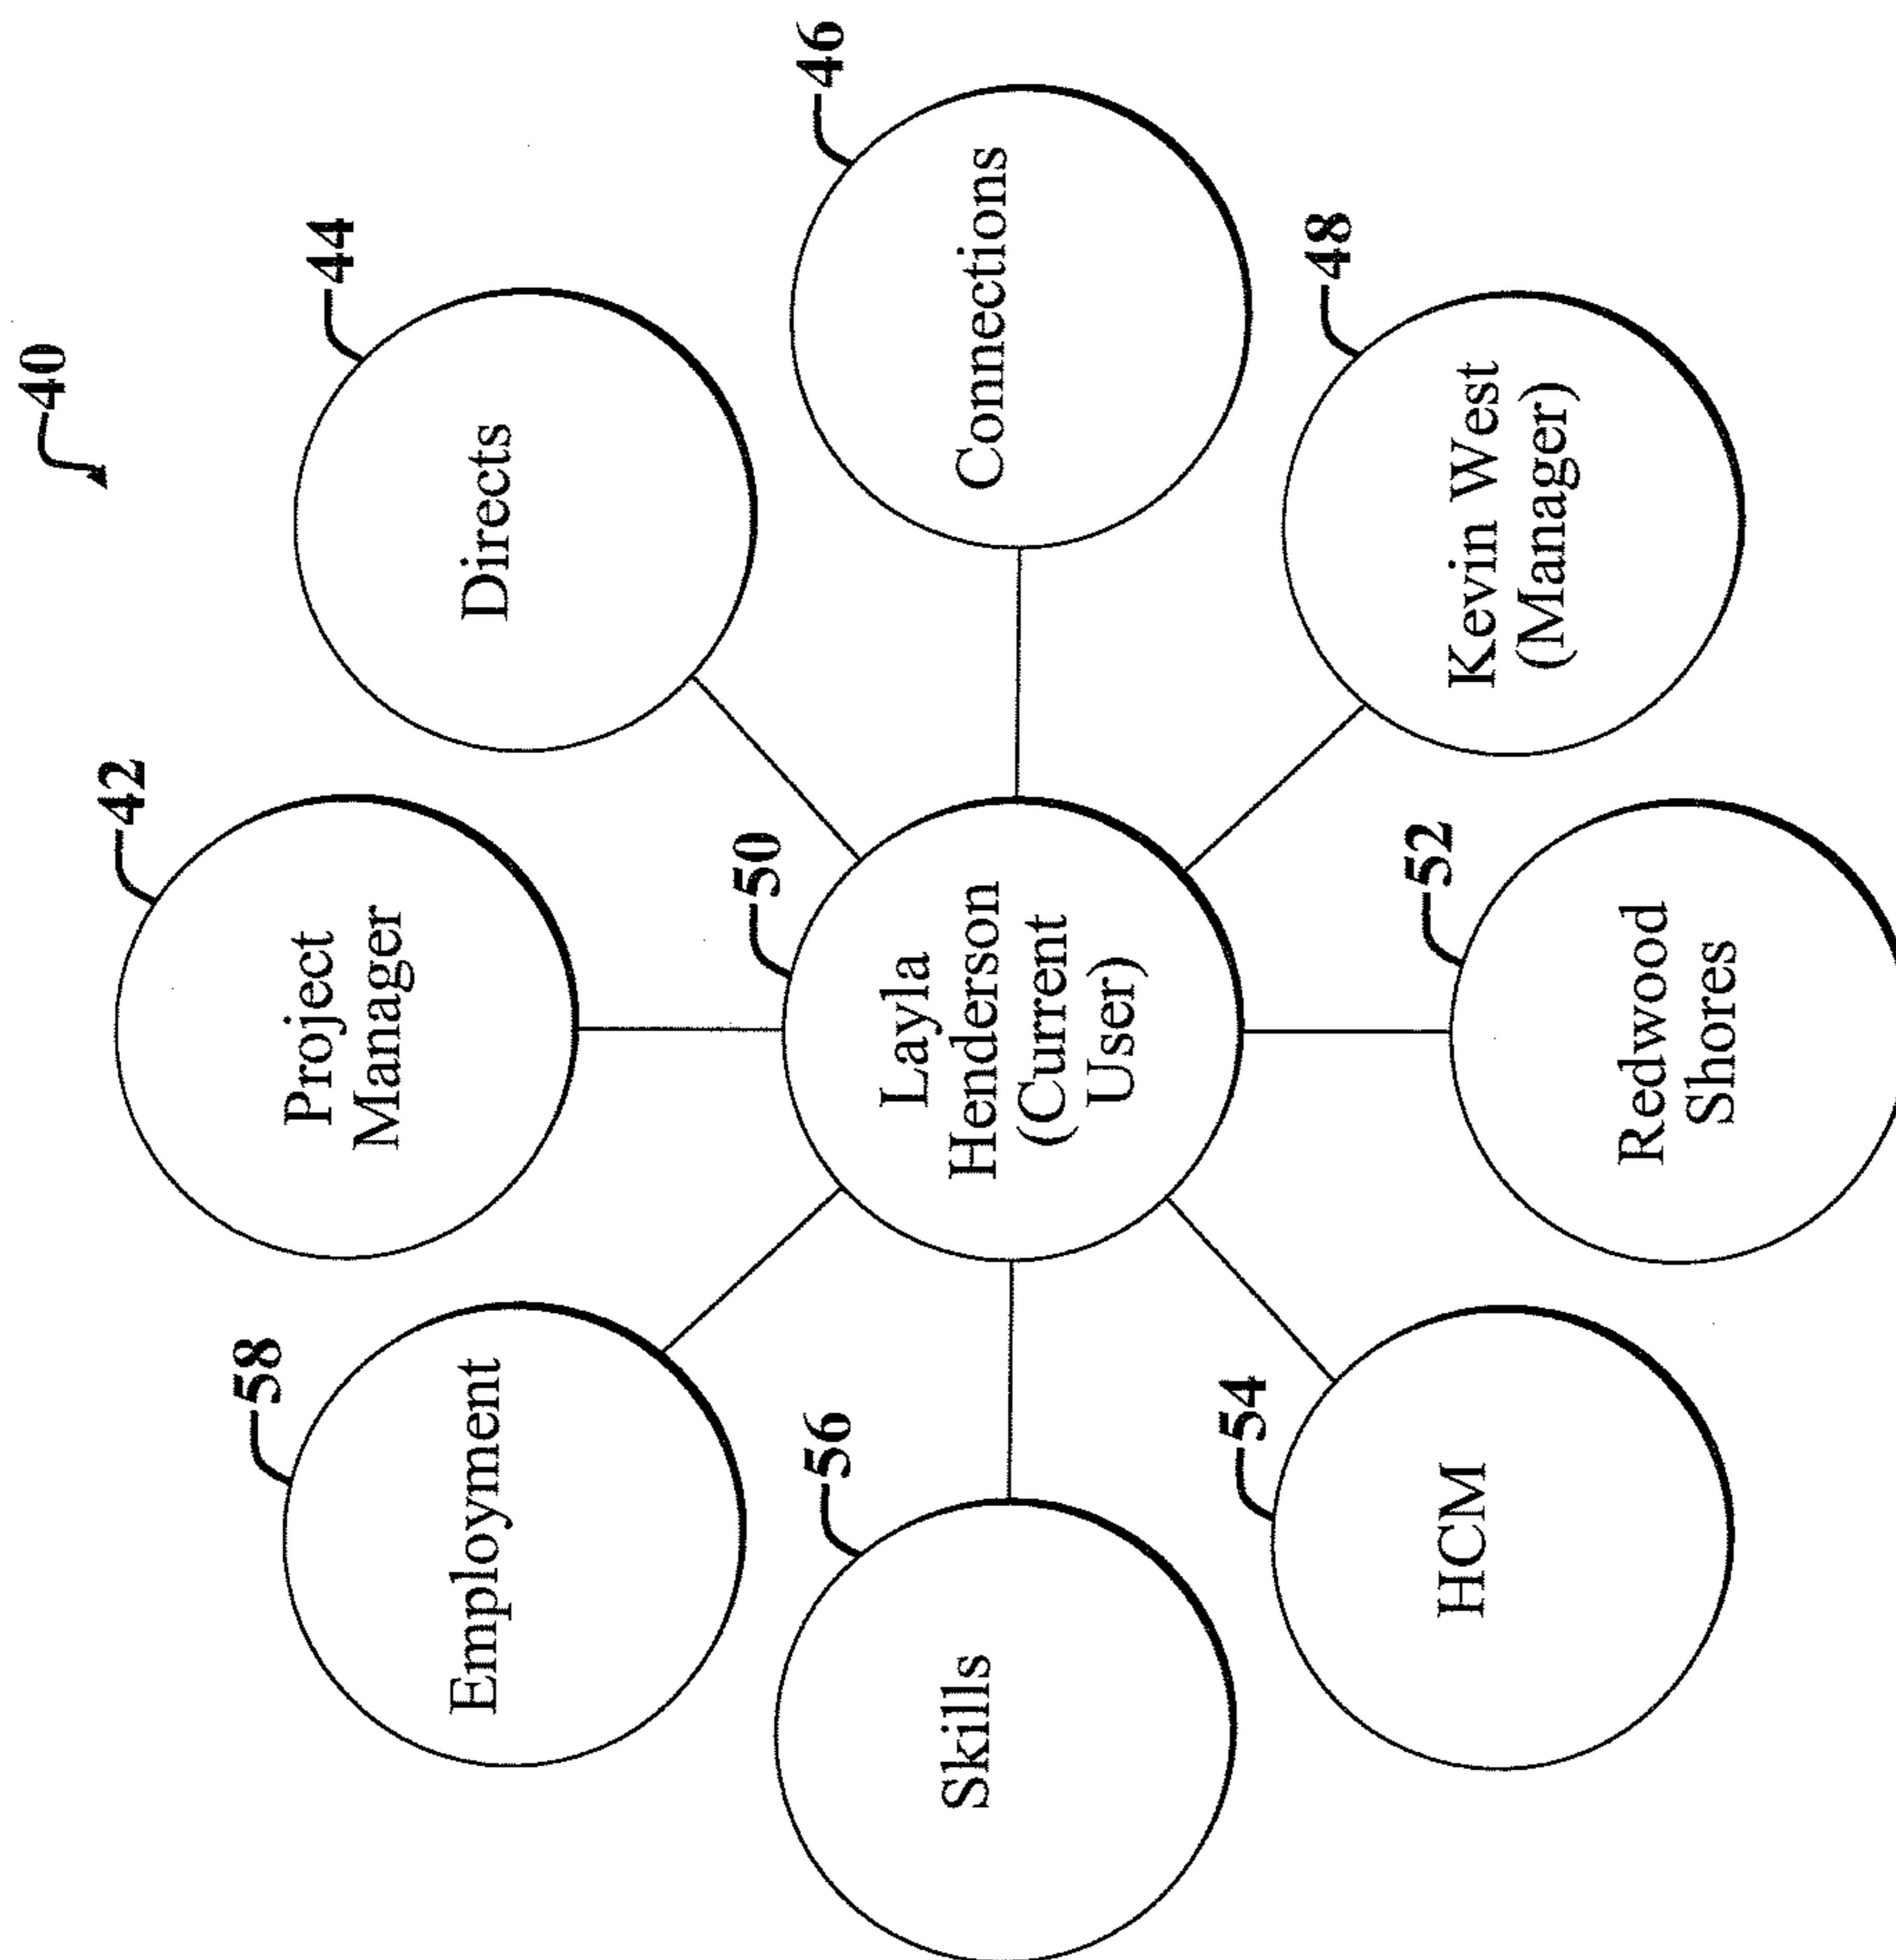 40
42
Project
Manager
58
Employment
44
Directs
56
Skills
50
Layla
Henderson
(Current
User)
46
Connections
54
HCM
52
Redwood
Shores
48
Kevin West
(Manager)